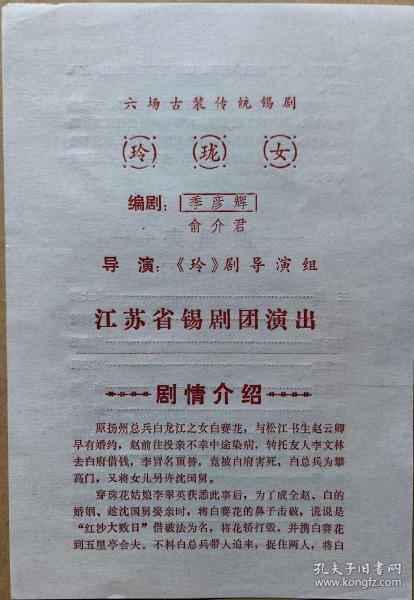 六场古装传统锡剧
玲 珑 女
编剧：季彦辉
俞介君
导 演：《玲》剧导演组
江苏省锡剧团演出
剧情介绍
原扬州总兵白龙江之女白赛花，与松江书生赵云卿
早有婚约，赵前往投亲不幸中途染病，转托友人李文林
去白府借钱，李冒名顶替，竟被白府害死，白总兵为攀
高门，又将女儿另许沈国舅。
穿珠花姑娘李翠英获悉此事后，为了成全赵、白的
婚姻，趁沈国舅娶亲时，将白赛花的鼻子击破，谎说是
“红沙大败日”借破法为名，将花轿打毁，并携白赛花
到五里亭会夫。不料白总兵带人追来，捉住两人，将白
孔夫子旧书网
www.kongfz.com